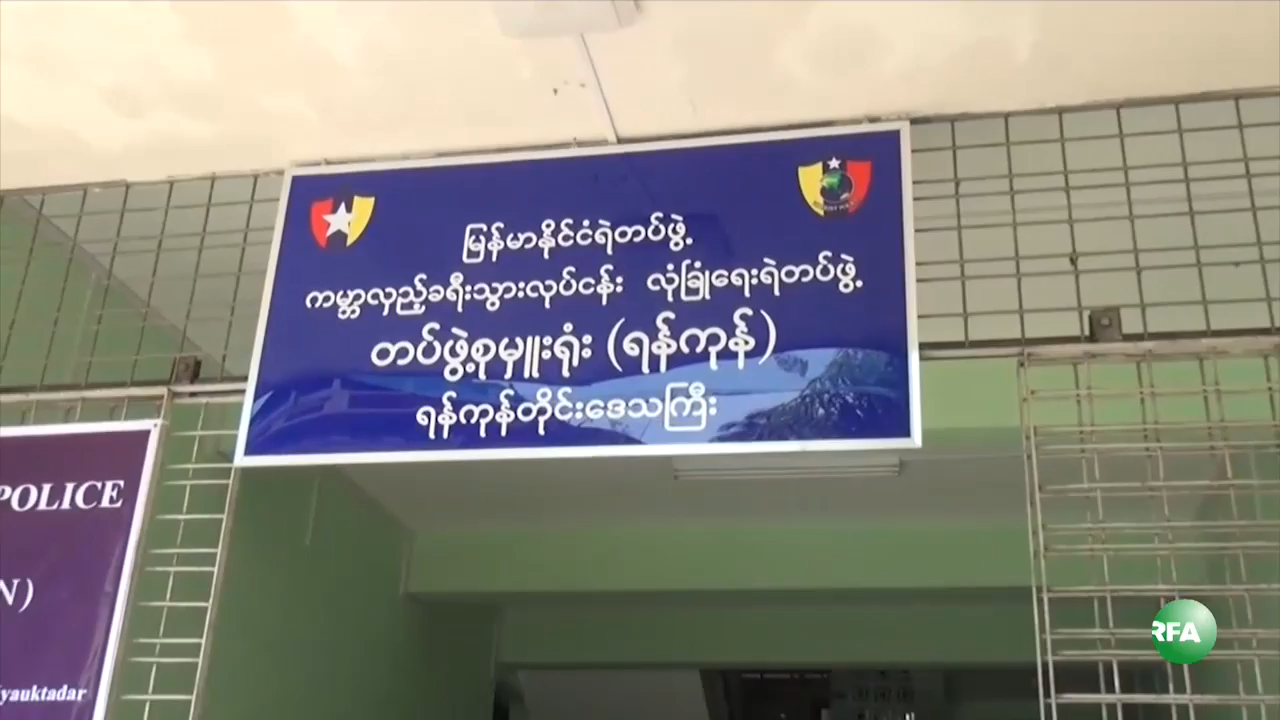 မြန်မာနိုင်ငံရဲတပ်ဖွဲ့
ကမ္ဘာလှည့်ခရီးသွားလုပ်ငန်း လုံခြုံရေးရဲတပ်ဖွဲ့
တပ်ဖွဲ့စုမှူးရုံး (ရန်ကုန်)
ရန်ကုန်တိုင်းဒေသကြီး
POLICE
N)
yauktadar
RFA